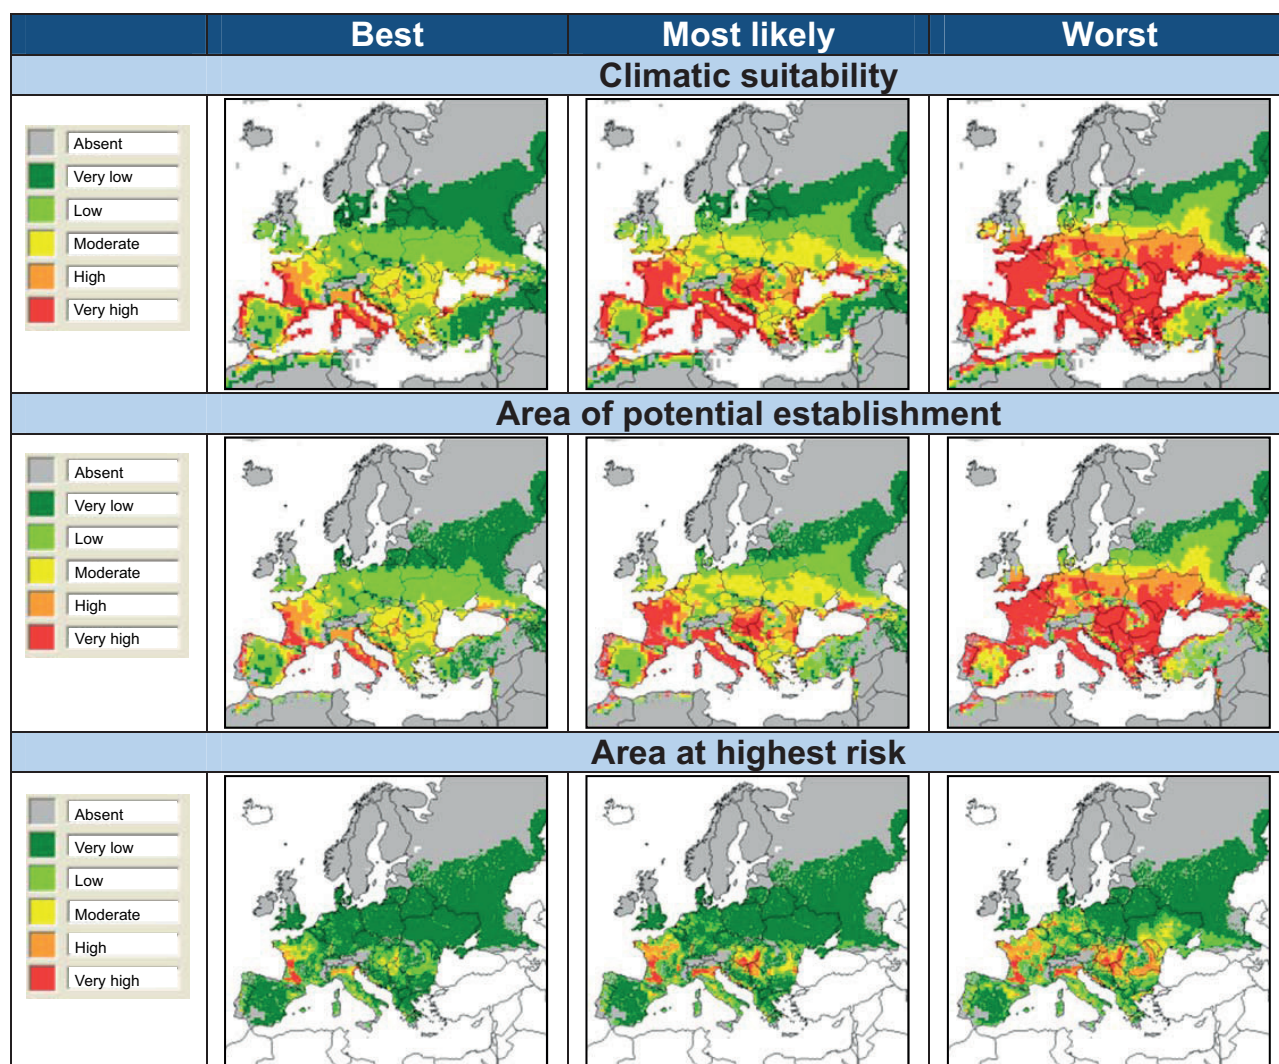 Best Most likely Worst
Climatic suitability
Absent
Very low
Low
Moderate
High
Very high
Area of potential establishment
Absent
Very low
Low
Moderate
High
Very high
Area at highest risk
Absent
Very low
Low
Moderate
High
Very high